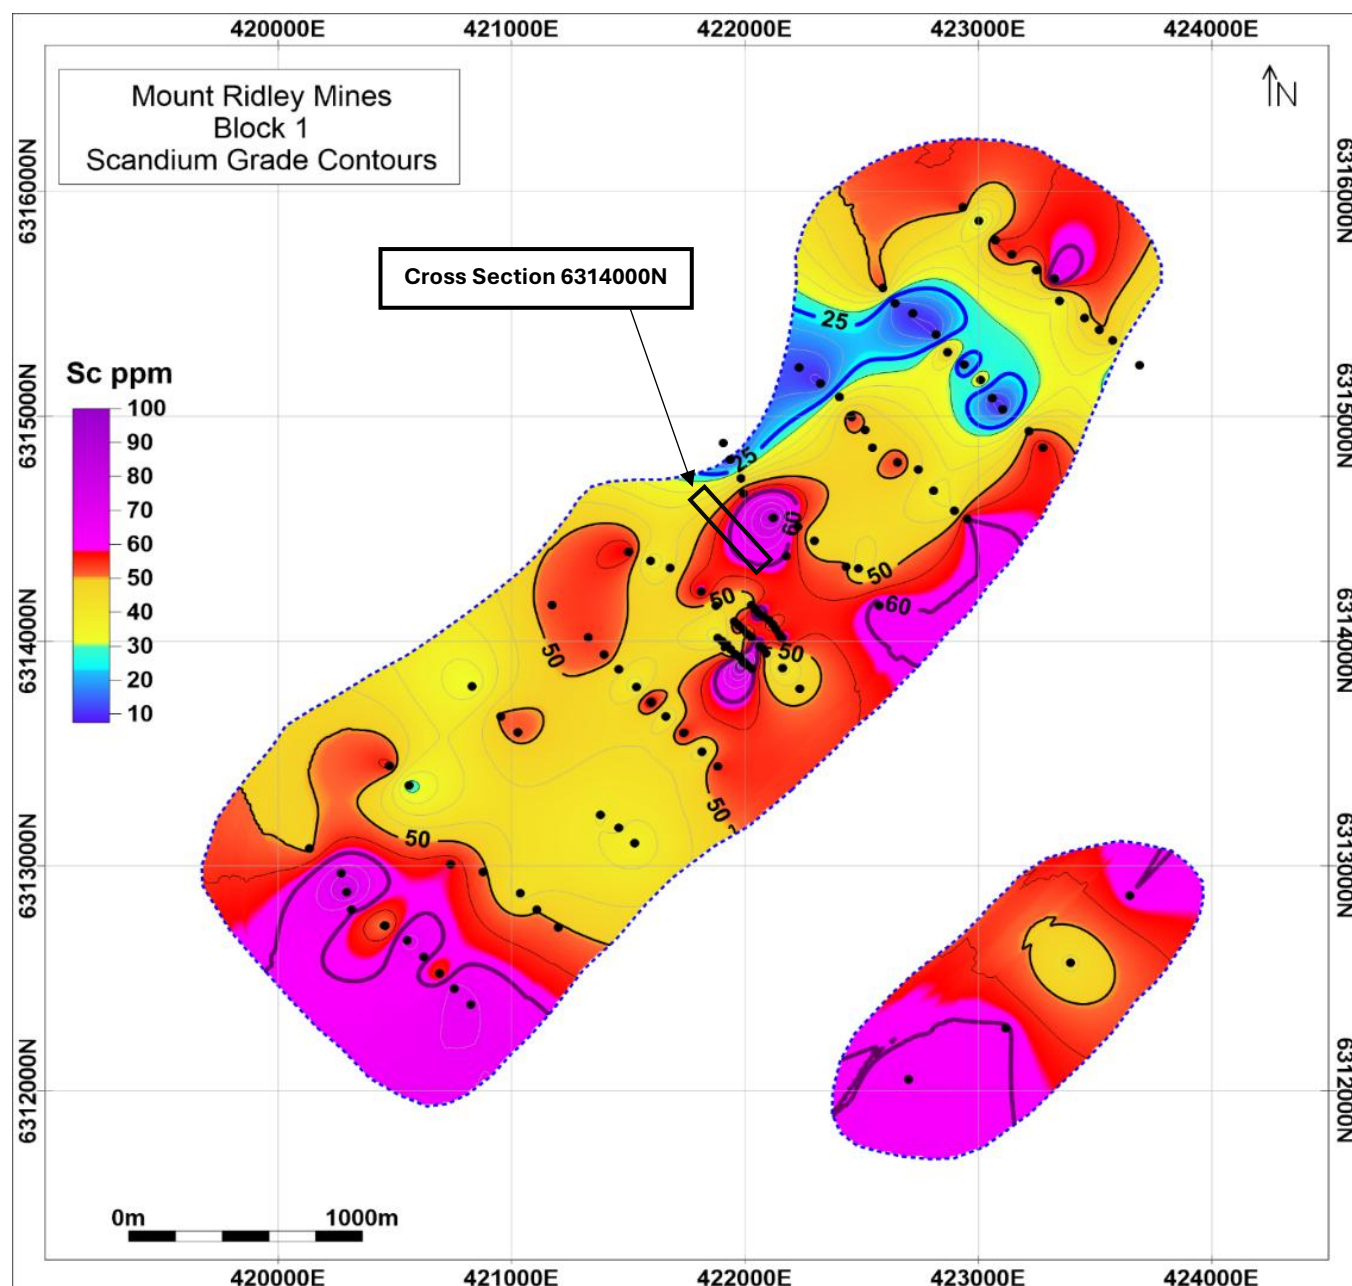 420000E 421000E 422000E 423000E 424000E
Mount Ridley Mines
Block 1
Scandium Grade Contours
N
6316000N
6316000N
Cross Section 6314000N
25
Sc ppm
100
90
80
70
60
50
40
30
20
10
6315000N
6315000N
25
60
50
60
50
50
50
6314000N
6314000N
50
50
6313000N
6313000N
6312000N
6312000N
0m 1000m
420000E 421000E 422000E 423000E 424000E